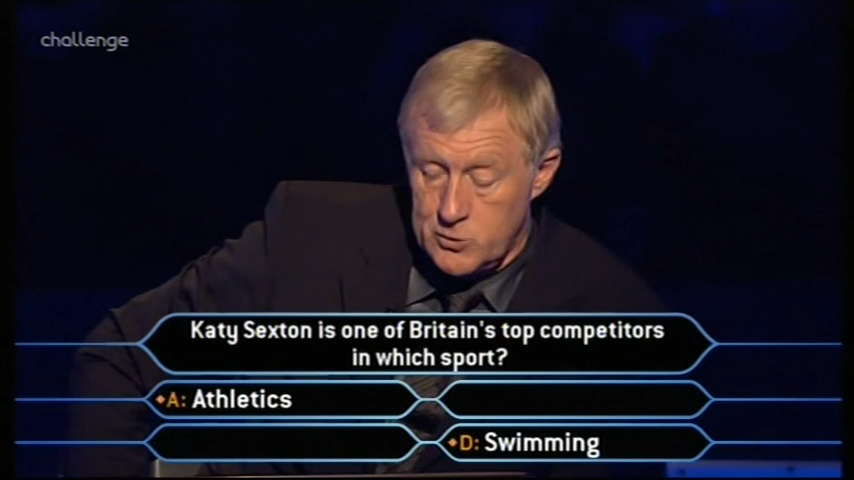 challenge
Katy Sexton is one of Britain's top competitors
in which sport?
A: Athletics
D: Swimming